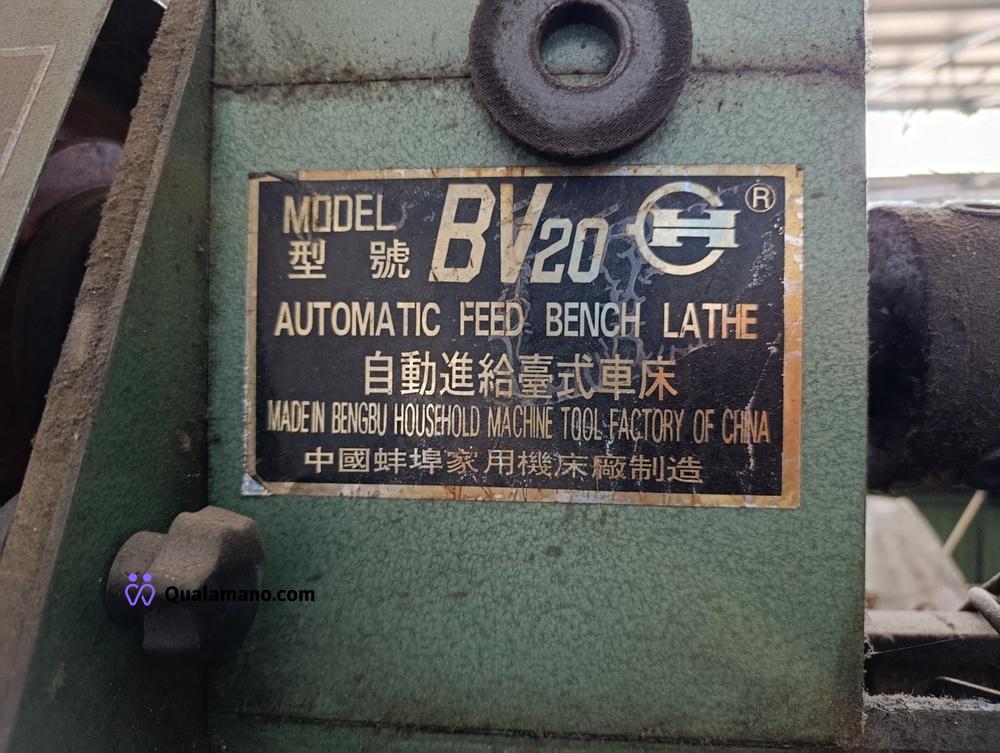 MODEL BV20 ®
型號
AUTOMATIC FEED BENCH LATHE
自動進給臺式車床
MADE IN BENGBU HOUSEHOLD MACHINE TOOL FACTORY OF CHINA
中國蚌埠家用機床廠制造
Qualamano.com